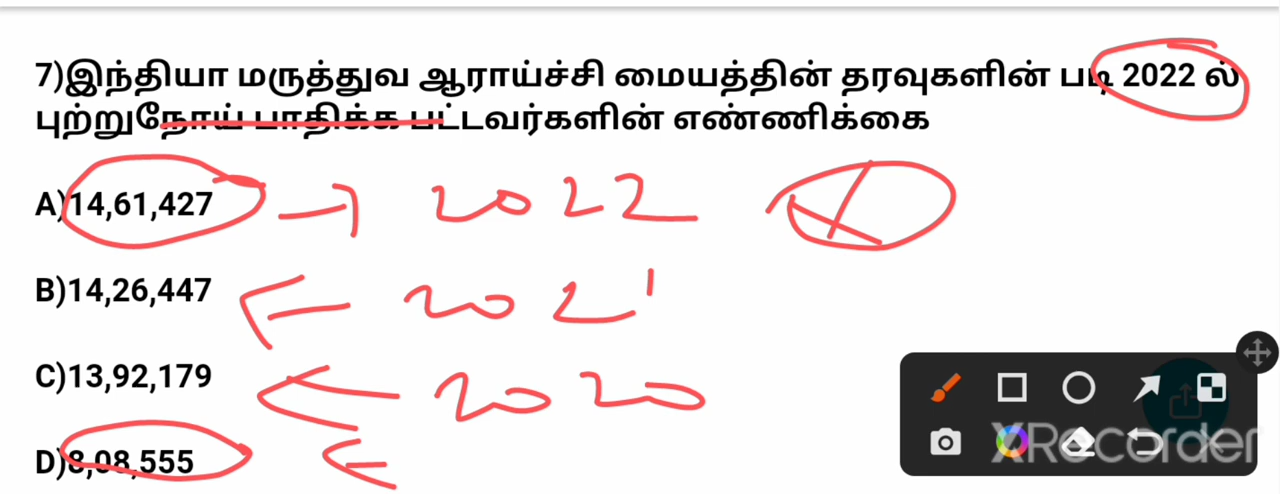 7)இந்தியா மருத்துவ ஆராய்ச்சி மையத்தின் தரவுகளின் படி 2022 ல்
புற்றுநோய் பாதிக்க பட்டவர்களின் எண்ணிக்கை
A)14,61,427 2022
B)14,26,447 2021
C)13,92,179 2020
D)8,08,555
XRecorder